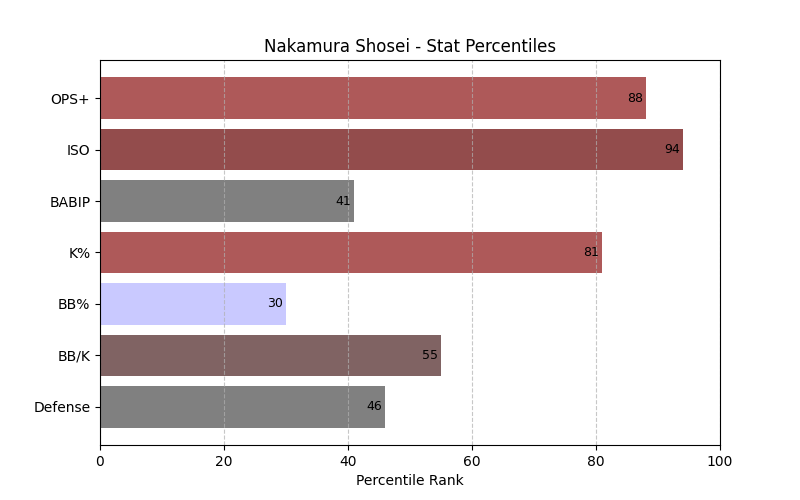 Nakamura Shosei - Stat Percentiles
OPS+ 88
ISO 94
BABIP 41
K% 81
BB% 30
BB/K 55
Defense 46
0 20 40 60 80 100
Percentile Rank